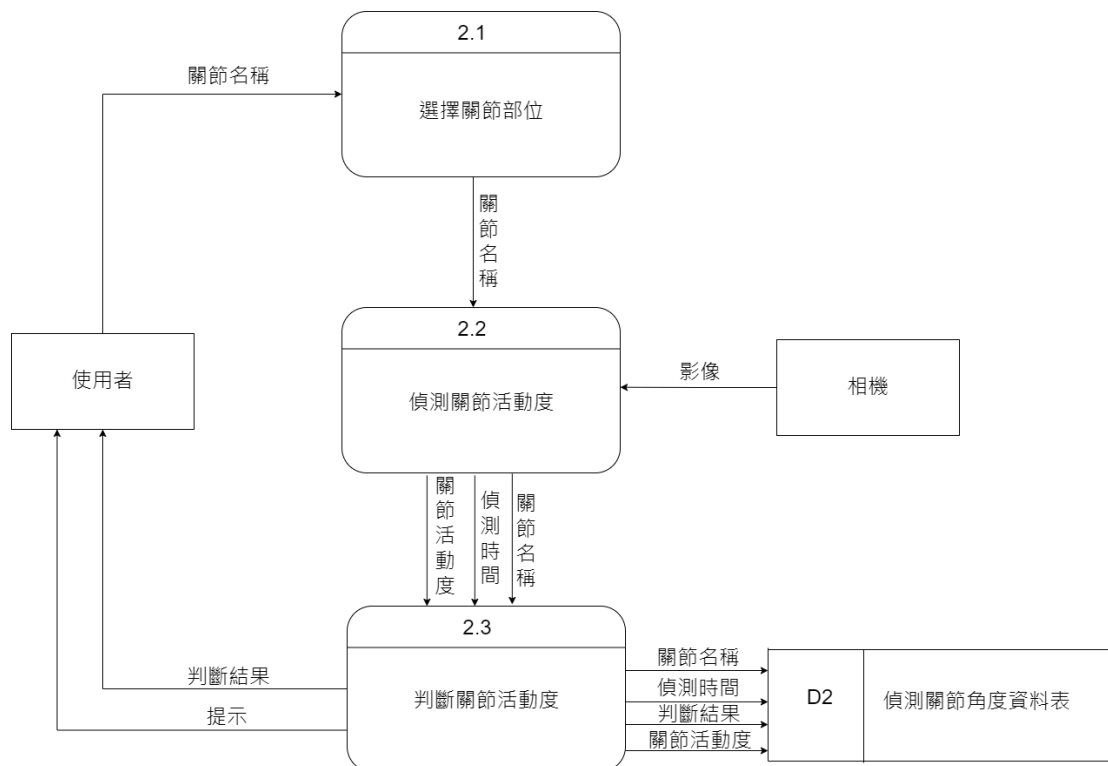 2.1
關節名稱
選擇關節部位
關節名稱
2.2
使用者
偵測關節活動度
影像
相機
關節活動度
偵測時間
關節名稱
2.3
判斷關節活動度
判斷結果
提示
關節名稱
偵測時間
判斷結果
關節活動度
D2
偵測關節角度資料表